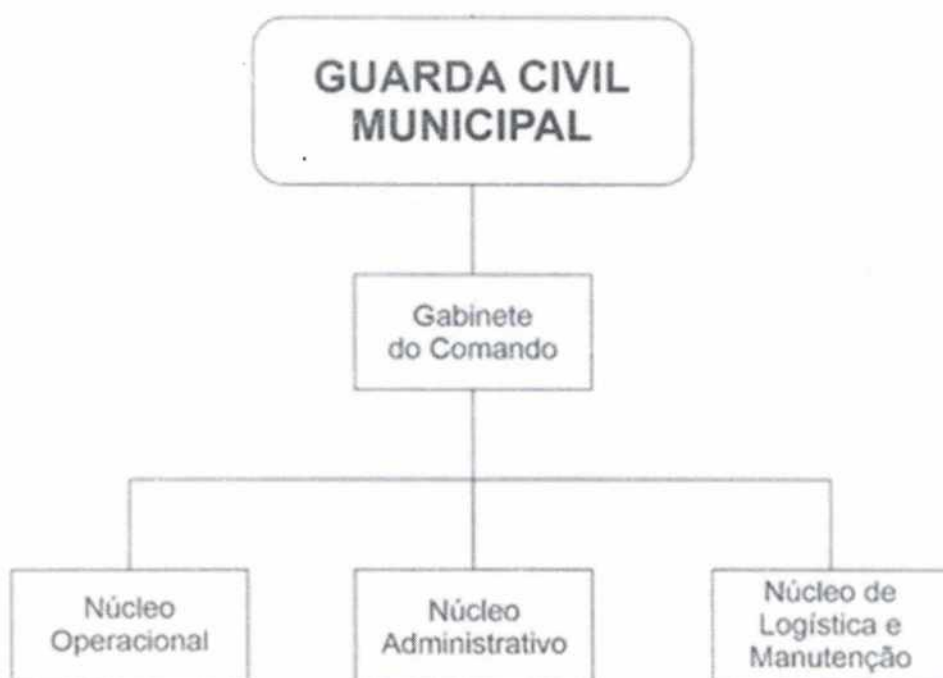 GUARDA CIVIL
MUNICIPAL
Gabinete
do Comando
Núcleo
Operacional
Núcleo
Administrativo
Núcleo de
Logística e
Manutenção